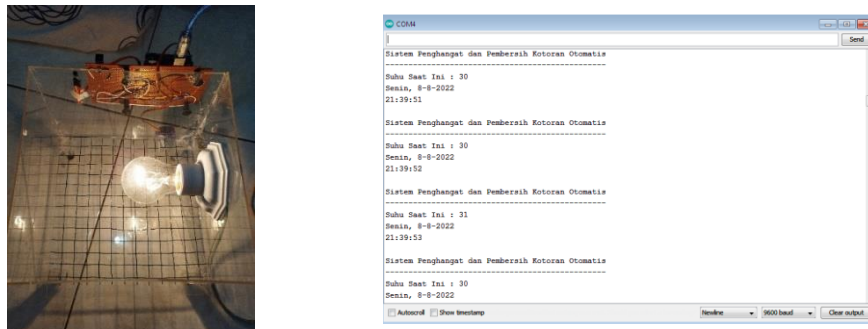 COM4
Send
Sistem Penghangat dan Pembersih Kotoran Otomatis
------------------------------------------------
Suhu Saat Ini : 30
Senin, 8-8-2022
21:39:51
Sistem Penghangat dan Pembersih Kotoran Otomatis
------------------------------------------------
Suhu Saat Ini : 30
Senin, 8-8-2022
21:39:52
Sistem Penghangat dan Pembersih Kotoran Otomatis
------------------------------------------------
Suhu Saat Ini : 31
Senin, 8-8-2022
21:39:53
Sistem Penghangat dan Pembersih Kotoran Otomatis
------------------------------------------------
Suhu Saat Ini : 30
Senin, 8-8-2022
Autoscroll Show timestamp Newline 9600 baud Clear output